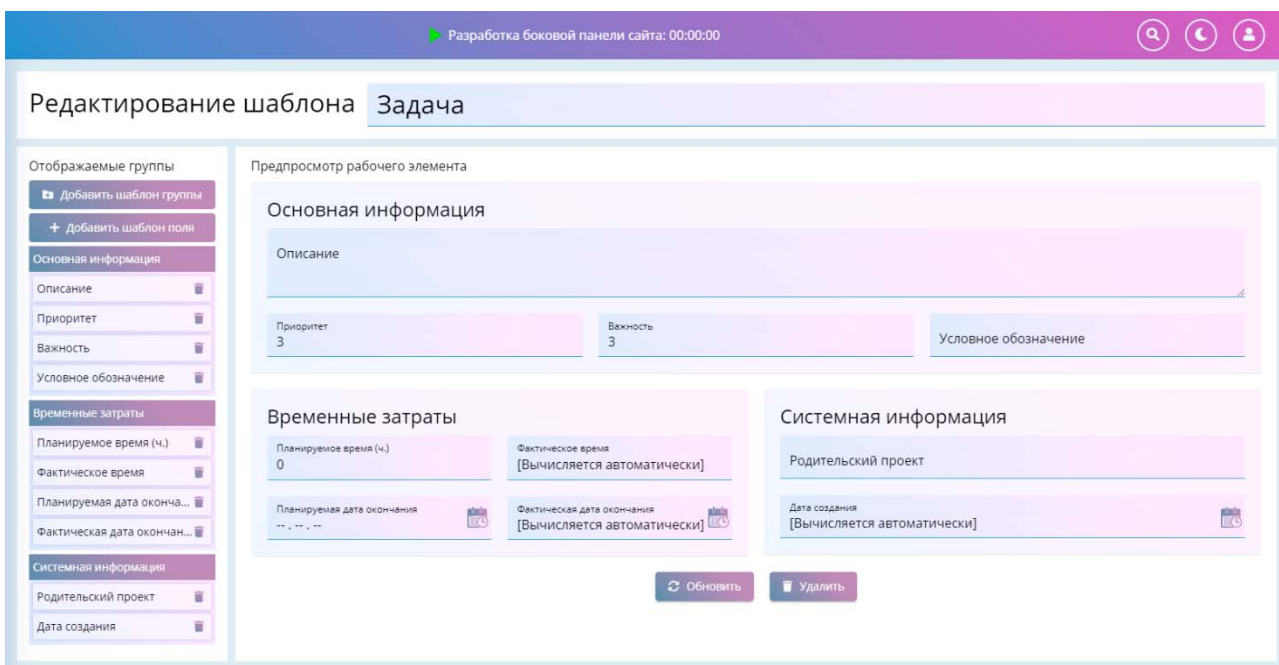 Разработка боковой панели сайта: 00:00:00
Редактирование шаблона Задача
Отображаемые группы
Добавить шаблон группы
+ Добавить шаблон поля
Основная информация
Описание
Приоритет
Важность
Условное обозначение
Временные затраты
Планируемое время (ч.)
Фактическое время
Планируемая дата оконча...
Фактическая дата окончан...
Системная информация
Родительский проект
Дата создания
Предпросмотр рабочего элемента
Основная информация
Описание
Приоритет
3
Важность
3
Условное обозначение
Временные затраты
Планируемое время (ч.)
0
Фактическое время
[Вычисляется автоматически]
Планируемая дата окончания
-- . -- . --
Фактическая дата окончания
[Вычисляется автоматически]
Системная информация
Родительский проект
Дата создания
[Вычисляется автоматически]
Обновить
Удалить